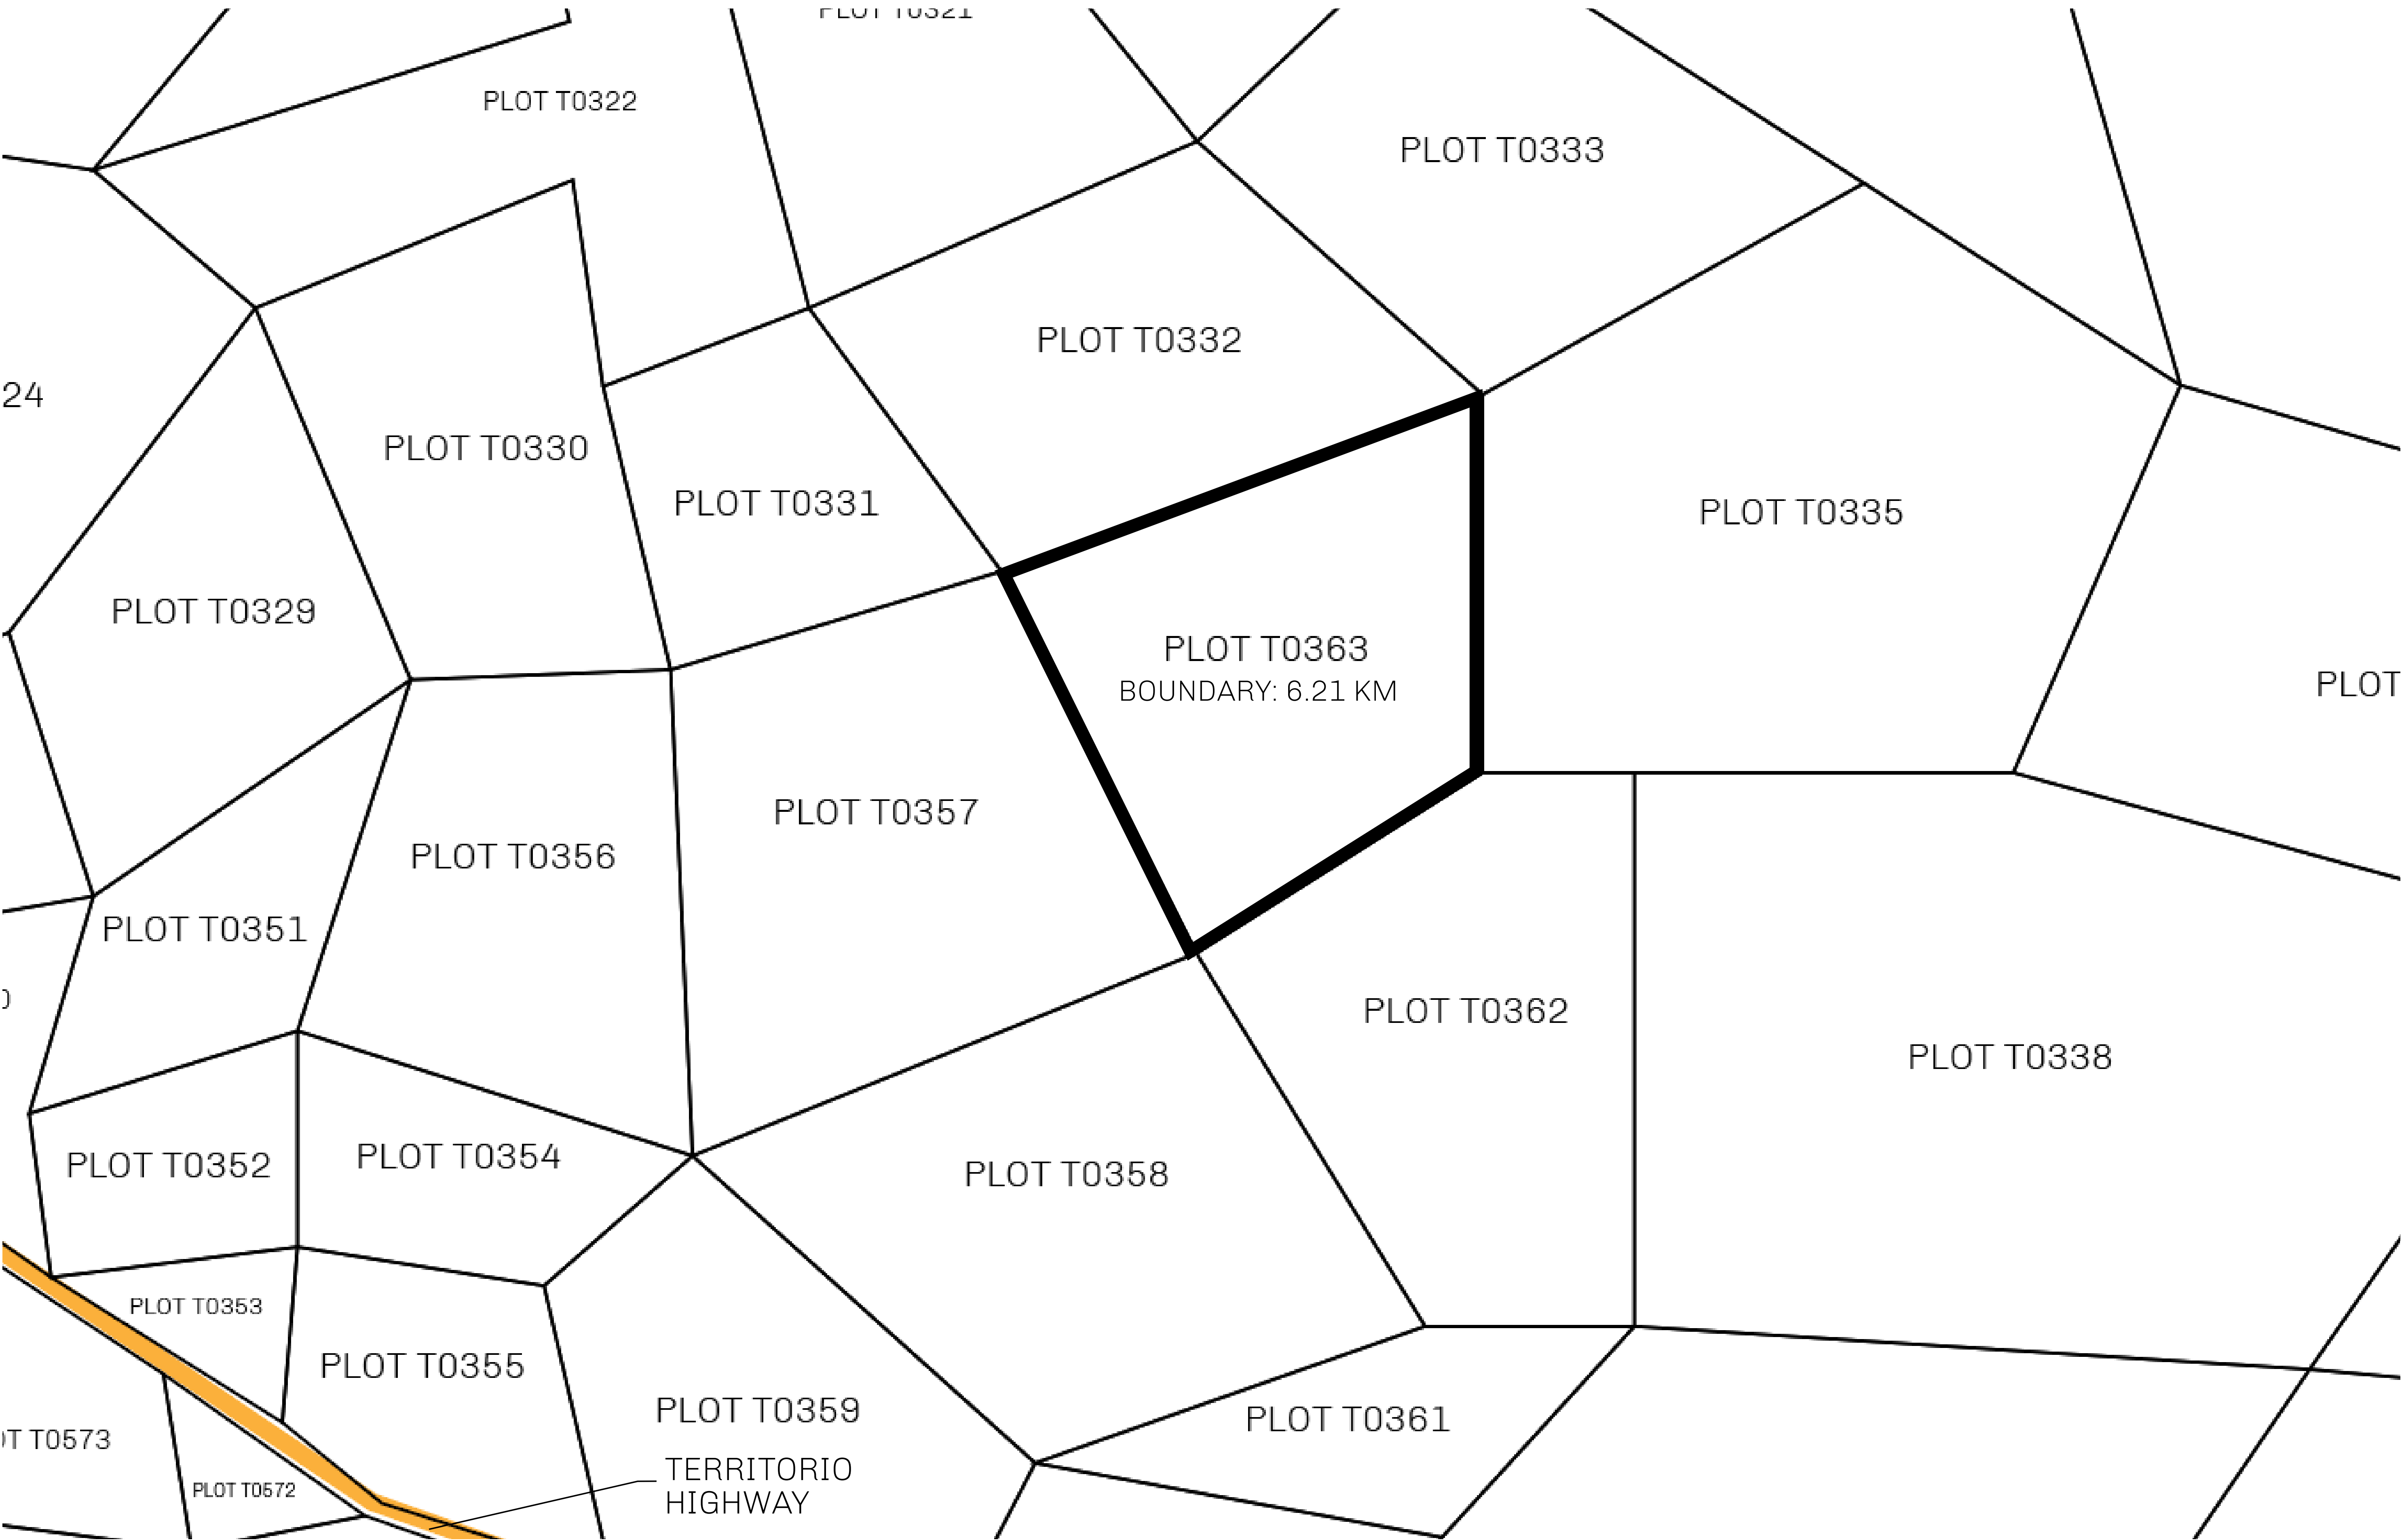 PLOT T0321
PLOT T0322
PLOT T0333
PLOT T0332
24
PLOT T0330
PLOT T0331
PLOT T0335
PLOT T0329
PLOT T0363
BOUNDARY: 6.21 KM
PLOT
PLOT T0357
PLOT T0356
PLOT T0351
PLOT T0362
PLOT T0338
PLOT T0352
PLOT T0354
PLOT T0358
PLOT T0353
PLOT T0355
PLOT T0359
PLOT T0361
T0573
PLOT T0572
TERRITORIO
HIGHWAY